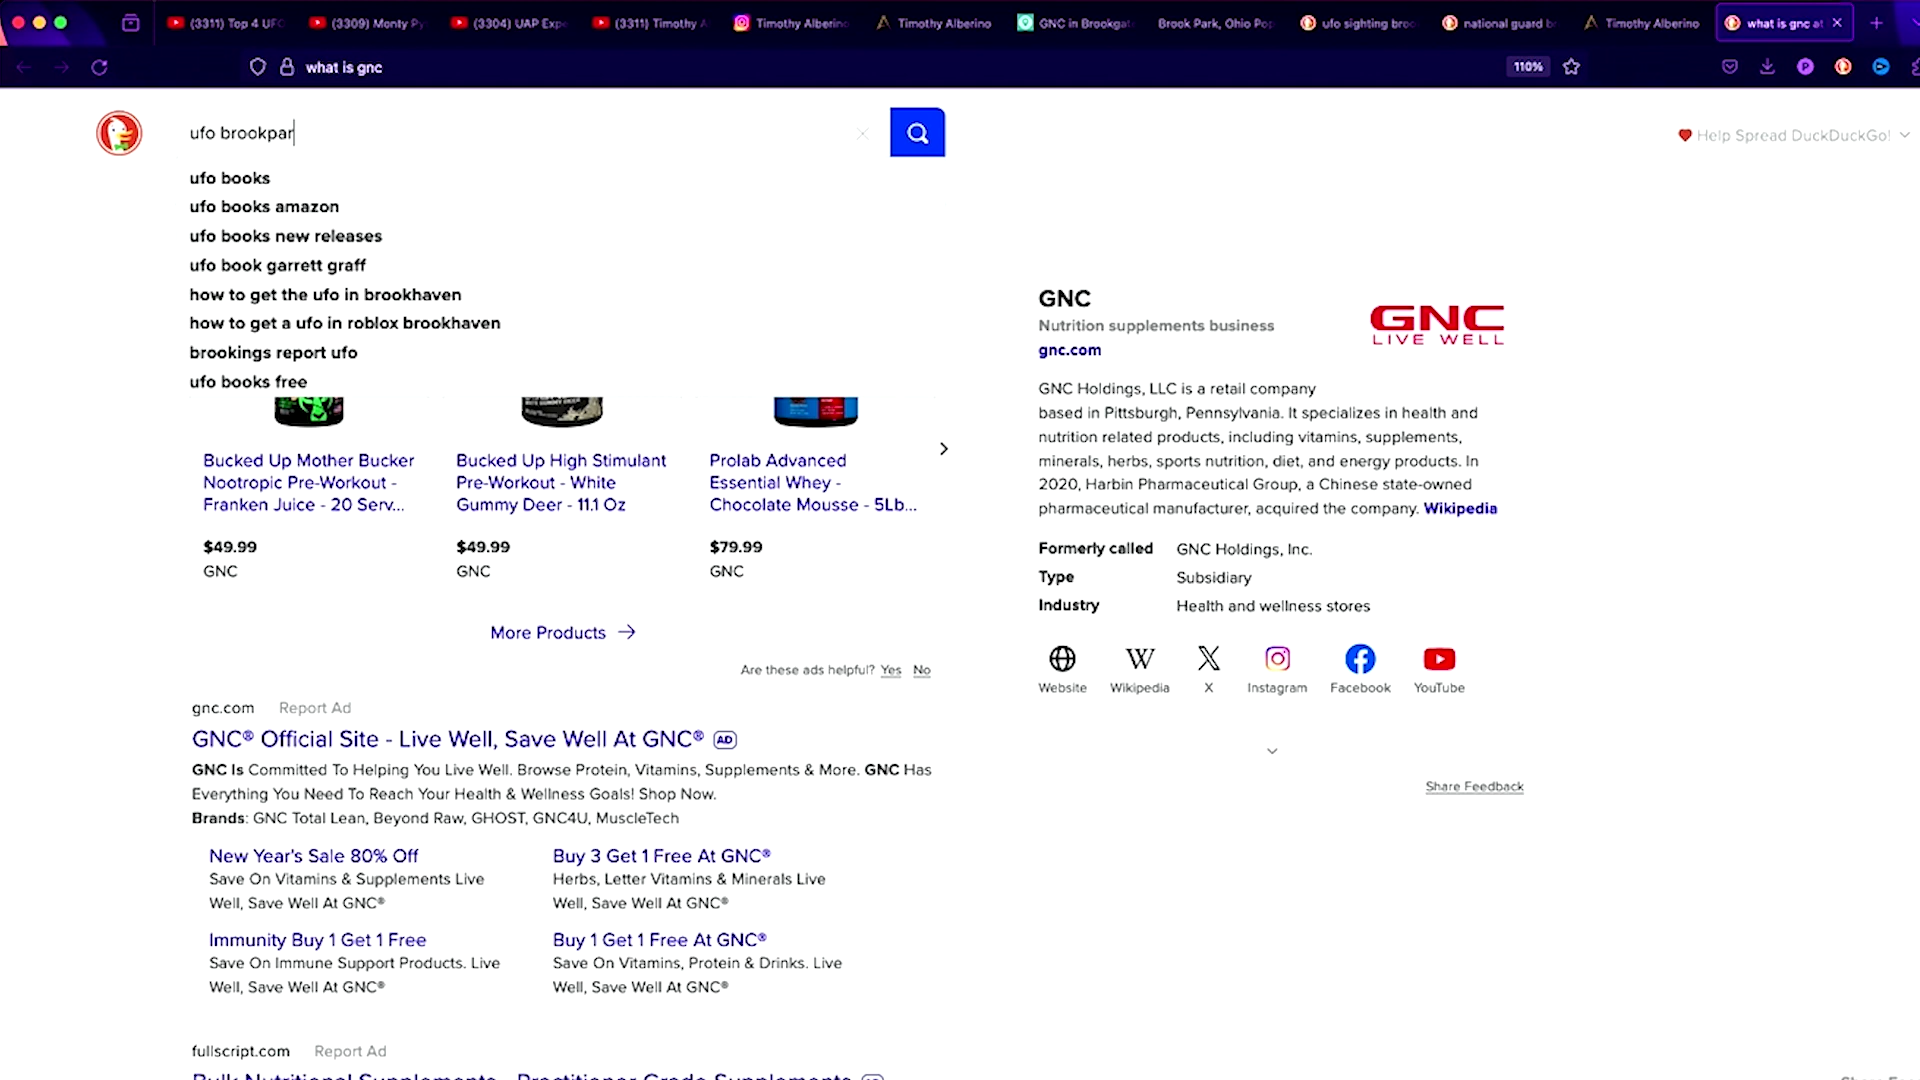 (3311) Top 4 UFO
(3309) Monty Py
(3304) UAP Expe
(3311) Timothy A
Timothy Alberino
Timothy Alberino
GNC in Brookgate
Brook Park, Ohio Pop
ufo sighting broo
national guard b
Timothy Alberino
what is gnc at
what is gnc
110%
ufo brookpar
Help Spread DuckDuckGo!
ufo books
ufo books amazon
ufo books new releases
ufo book garrett graff
how to get the ufo in brookhaven
how to get a ufo in roblox brookhaven
brookings report ufo
ufo books free
Bucked Up Mother Bucker
Nootropic Pre-Workout -
Franken Juice - 20 Serv...
$49.99
GNC
Bucked Up High Stimulant
Pre-Workout - White
Gummy Deer - 11.1 Oz
$49.99
GNC
Prolab Advanced
Essential Whey -
Chocolate Mousse - 5Lb...
$79.99
GNC
More Products
Are these ads helpful? Yes No
gnc.com Report Ad
GNC® Official Site - Live Well, Save Well At GNC® AD
GNC Is Committed To Helping You Live Well. Browse Protein, Vitamins, Supplements & More. GNC Has
Everything You Need To Reach Your Health & Wellness Goals! Shop Now.
Brands: GNC Total Lean, Beyond Raw, GHOST, GNC4U, MuscleTech
New Year's Sale 80% Off
Save On Vitamins & Supplements Live
Well, Save Well At GNC®
Buy 3 Get 1 Free At GNC®
Herbs, Letter Vitamins & Minerals Live
Well, Save Well At GNC®
Immunity Buy 1 Get 1 Free
Save On Immune Support Products. Live
Well, Save Well At GNC®
Buy 1 Get 1 Free At GNC®
Save On Vitamins, Protein & Drinks. Live
Well, Save Well At GNC®
fullscript.com Report Ad
Bulk Nutritional Supplements - Practitioner Grade Supplements
GNC
Nutrition supplements business
gnc.com
GNC
LIVE WELL
GNC Holdings, LLC is a retail company
based in Pittsburgh, Pennsylvania. It specializes in health and
nutrition related products, including vitamins, supplements,
minerals, herbs, sports nutrition, diet, and energy products. In
2020, Harbin Pharmaceutical Group, a Chinese state-owned
pharmaceutical manufacturer, acquired the company. Wikipedia
Formerly called GNC Holdings, Inc.
Type Subsidiary
Industry Health and wellness stores
Website Wikipedia X Instagram Facebook YouTube
Share Feedback